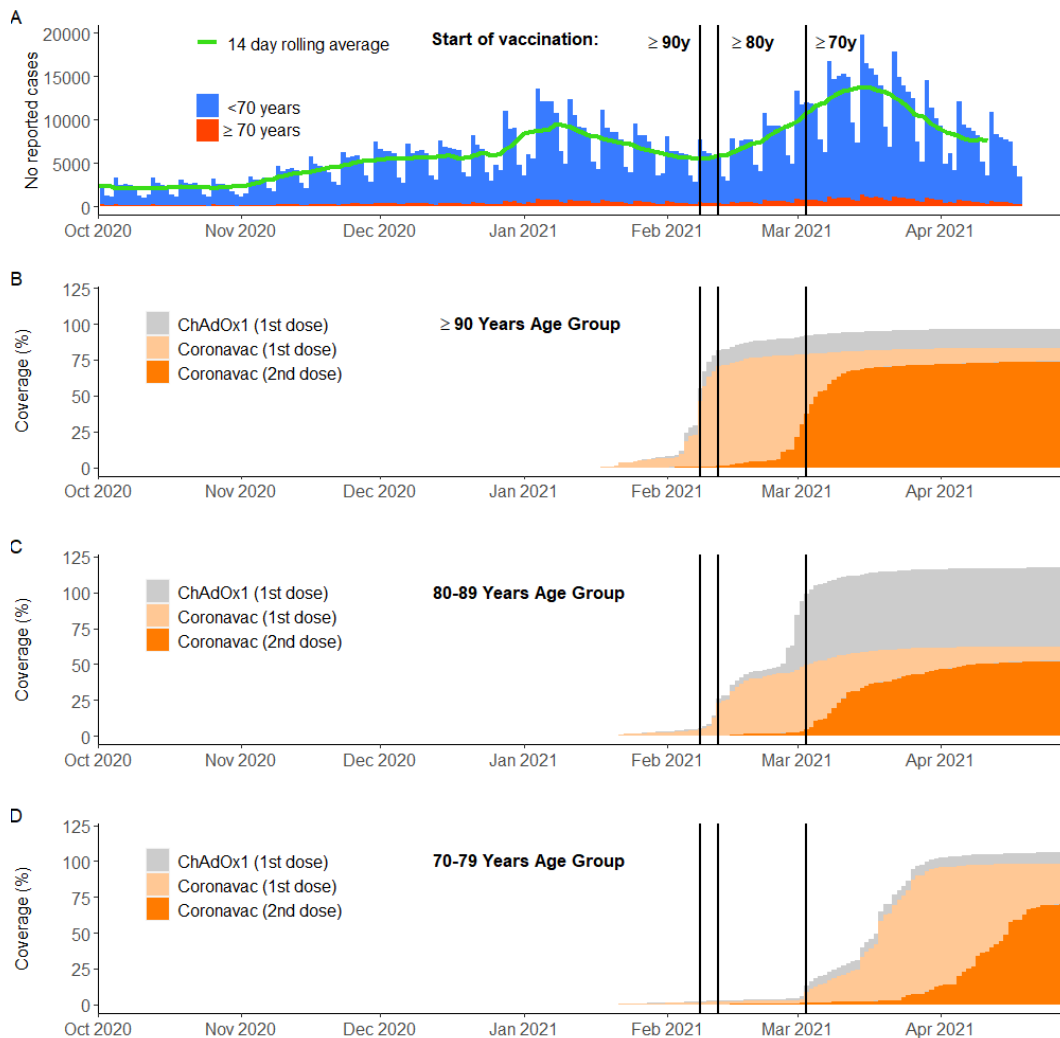 A
No reported cases
20000
15000
10000
5000
0
14 day rolling average
<70 years
≥ 70 years
Start of vaccination:
≥ 90y
≥ 80y
≥ 70y
Oct 2020 Nov 2020 Dec 2020 Jan 2021 Feb 2021 Mar 2021 Apr 2021
B
Coverage (%)
125
100
75
50
25
0
ChAdOx1 (1st dose)
Coronavac (1st dose)
Coronavac (2nd dose)
≥ 90 Years Age Group
Oct 2020 Nov 2020 Dec 2020 Jan 2021 Feb 2021 Mar 2021 Apr 2021
C
Coverage (%)
125
100
75
50
25
0
ChAdOx1 (1st dose)
Coronavac (1st dose)
Coronavac (2nd dose)
80-89 Years Age Group
Oct 2020 Nov 2020 Dec 2020 Jan 2021 Feb 2021 Mar 2021 Apr 2021
D
Coverage (%)
125
100
75
50
25
0
ChAdOx1 (1st dose)
Coronavac (1st dose)
Coronavac (2nd dose)
70-79 Years Age Group
Oct 2020 Nov 2020 Dec 2020 Jan 2021 Feb 2021 Mar 2021 Apr 2021